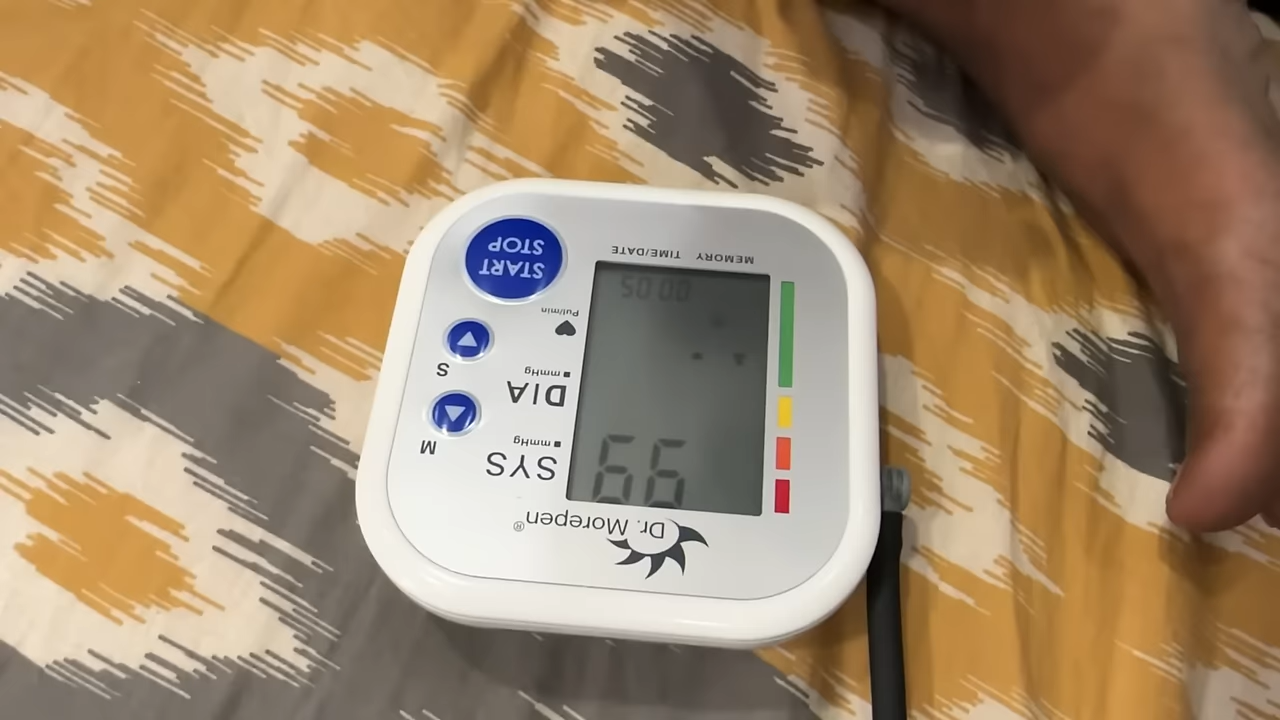 Dr. Morepen®
SYS
mmHg
M
DIA
mmHg
S
Pul/min
START
STOP
MEMORY TIME/DATE